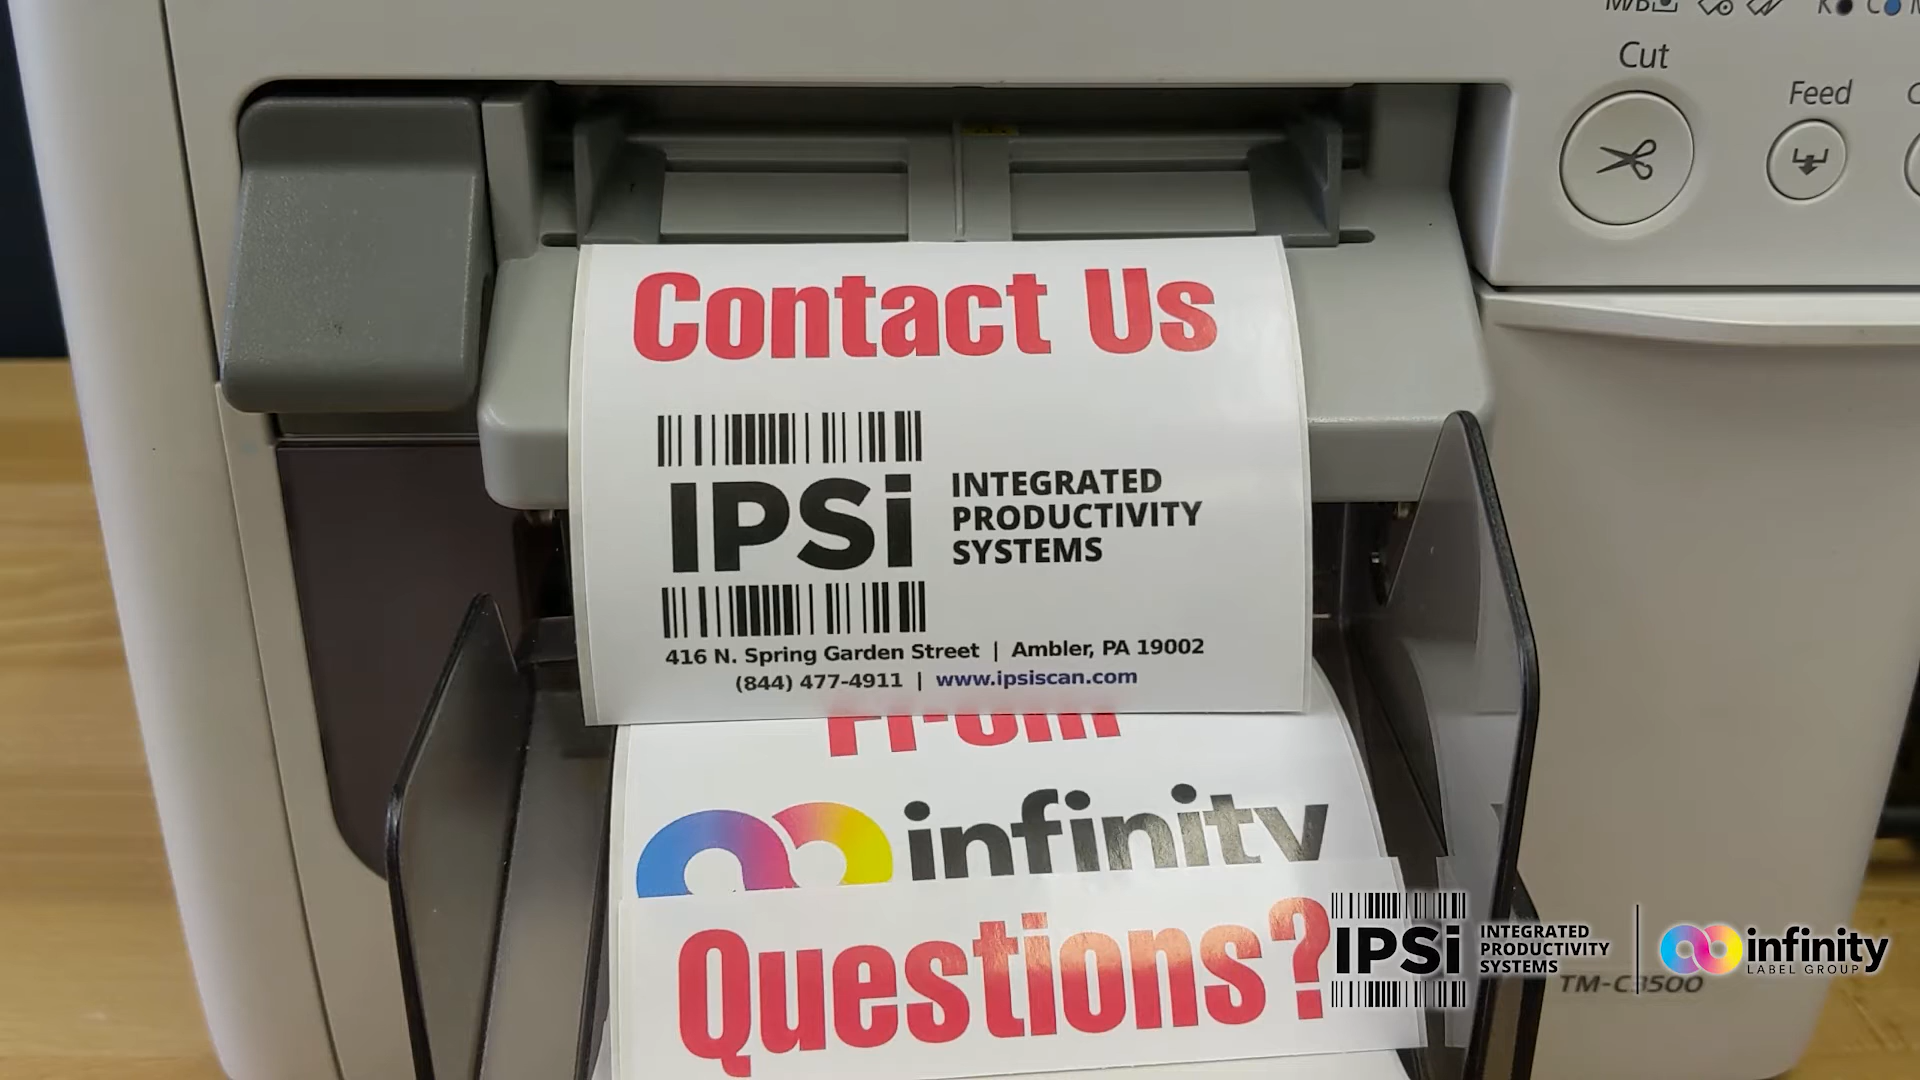 M/B
K C
Cut
Feed
Contact Us
IPSi
INTEGRATED
PRODUCTIVITY
SYSTEMS
416 N. Spring Garden Street | Ambler, PA 19002
(844) 477-4911 | www.ipsiscan.com
From
infinity
Questions?
IPSi
INTEGRATED
PRODUCTIVITY
SYSTEMS
infinity
LABEL GROUP
TM-C3500